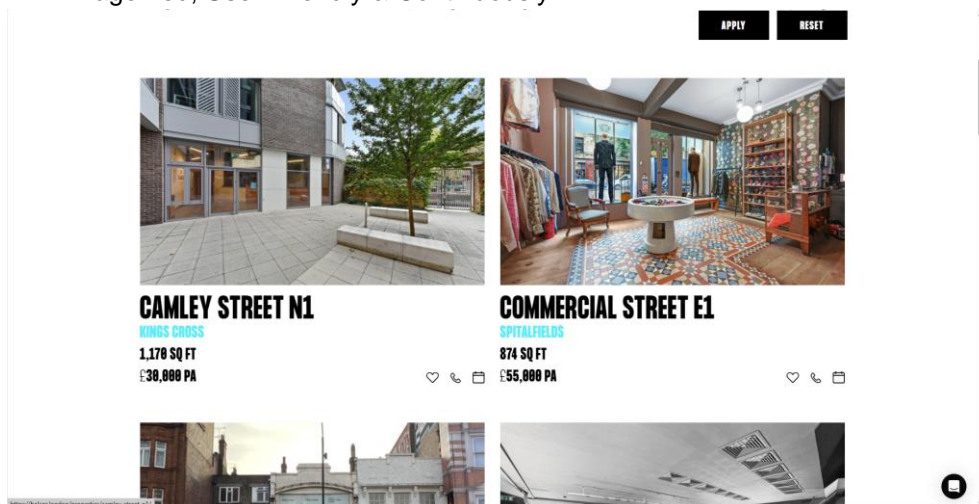 APPLY RESET
CAMLEY STREET N1
KINGS CROSS
1,170 SQ FT
£30,000 PA
COMMERCIAL STREET E1
SPITALFIELDS
874 SQ FT
£55,000 PA